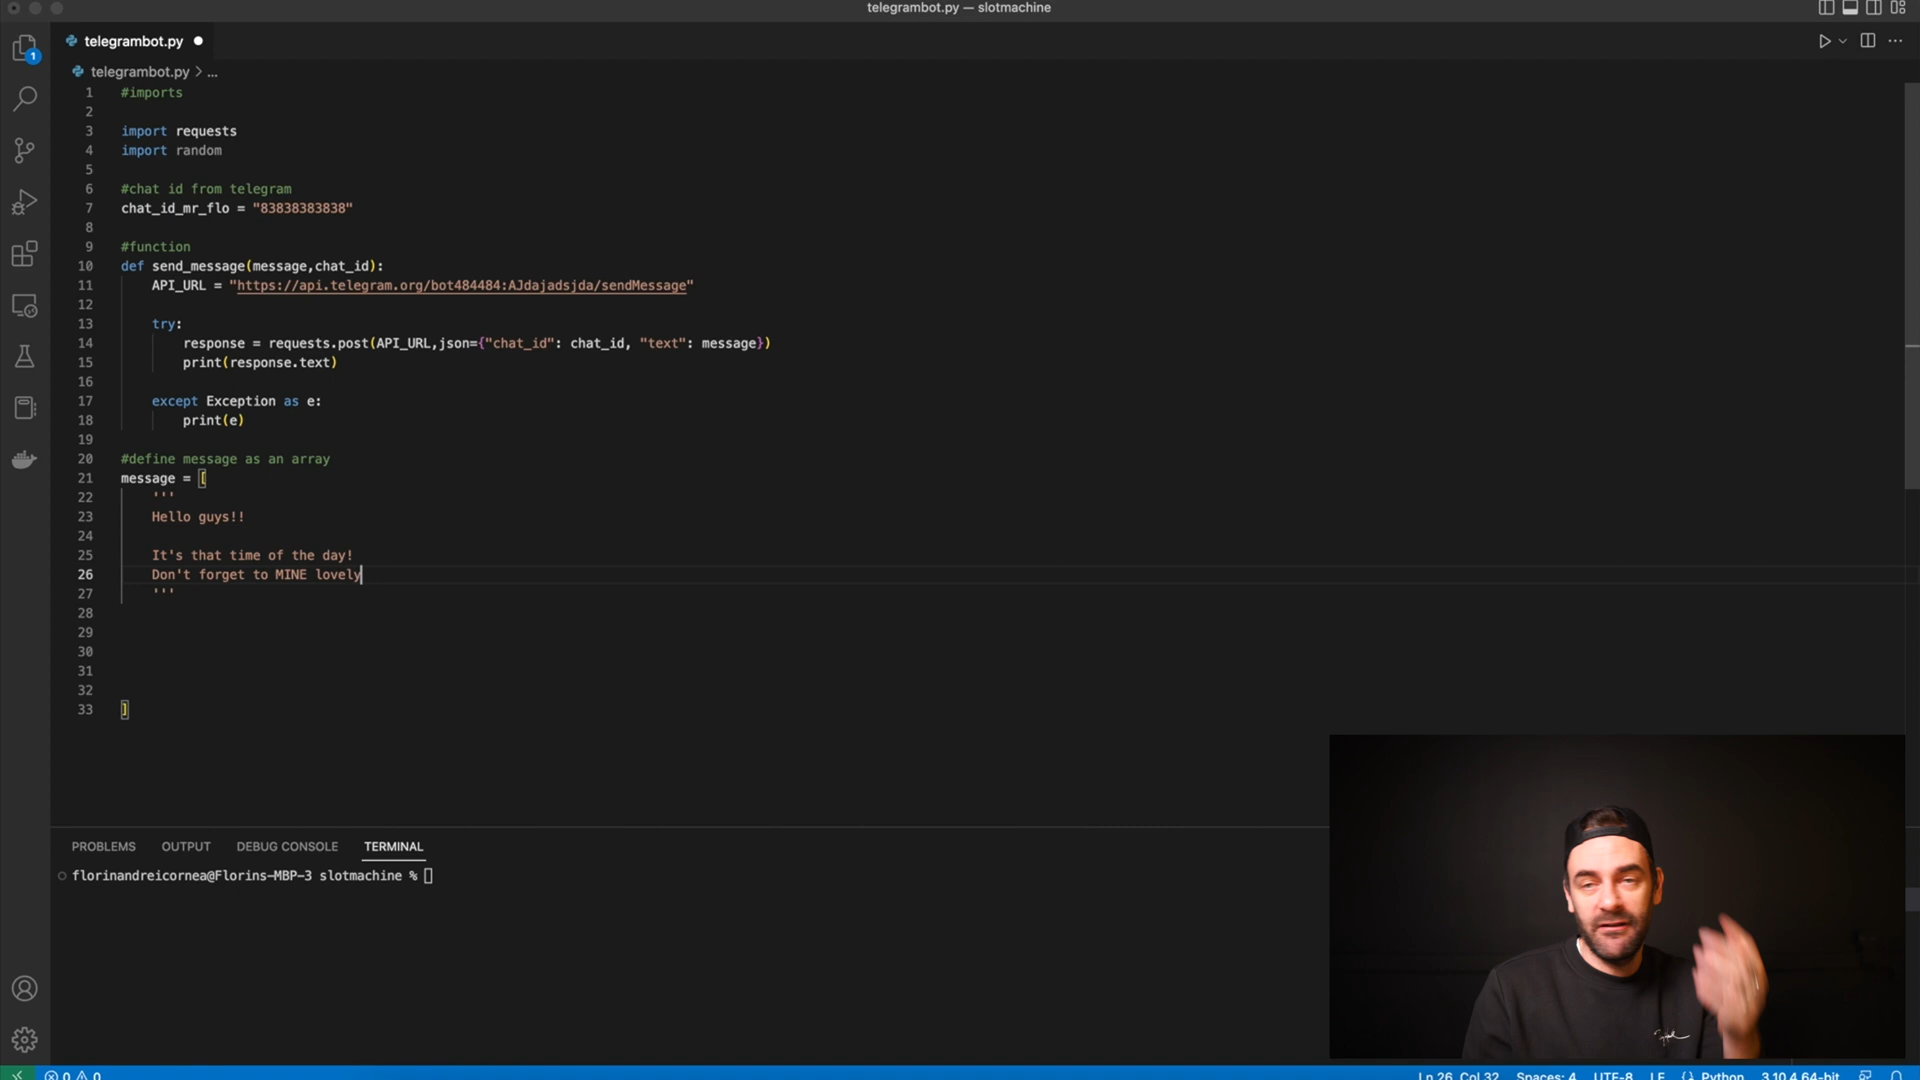 telegrambot.py — slotmachine
telegrambot.py
telegrambot.py > ...
1 #imports
2
3 import requests
4 import random
5
6 #chat id from telegram
7 chat_id_mr_flo = "83838383838"
8
9 #function
10 def send_message(message,chat_id):
11 API_URL = "https://api.telegram.org/bot484484:AJdajadsjda/sendMessage"
12
13 try:
14 response = requests.post(API_URL,json={"chat_id": chat_id, "text": message})
15 print(response.text)
16
17 except Exception as e:
18 print(e)
19
20 #define message as an array
21 message = [
22 '''
23 Hello guys!!
24
25 It's that time of the day!
26 Don't forget to MINE lovely
27 '''
28
29
30
31
32
33 ]
1
PROBLEMS OUTPUT DEBUG CONSOLE TERMINAL
florinandreicornea@Florins-MBP-3 slotmachine %
0 0 Ln 26, Col 32 Spaces: 4 UTF-8 LF {} Python 3.10.4 64-bit